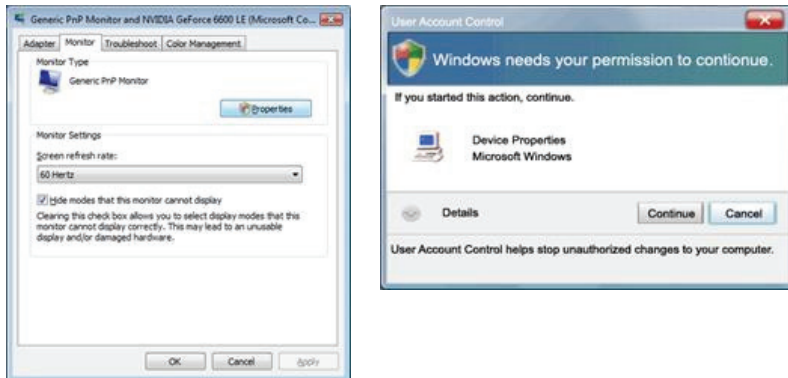 Generic PnP Monitor and NVIDIA GeForce 6600 LE (Microsoft Co...
Adapter Monitor Troubleshoot Color Management
Monitor Type
Generic PnP Monitor
Properties
Monitor Settings
Screen refresh rate:
60 Hertz
Hide modes that this monitor cannot display
Clearing this check box allows you to select display modes that this
monitor cannot display correctly. This may lead to an unusable
display and/or damaged hardware.
OK Cancel Apply
User Account Control
Windows needs your permission to contionue.
If you started this action, continue.
Device Properties
Microsoft Windows
Details Continue Cancel
User Account Control helps stop unauthorized changes to your computer.